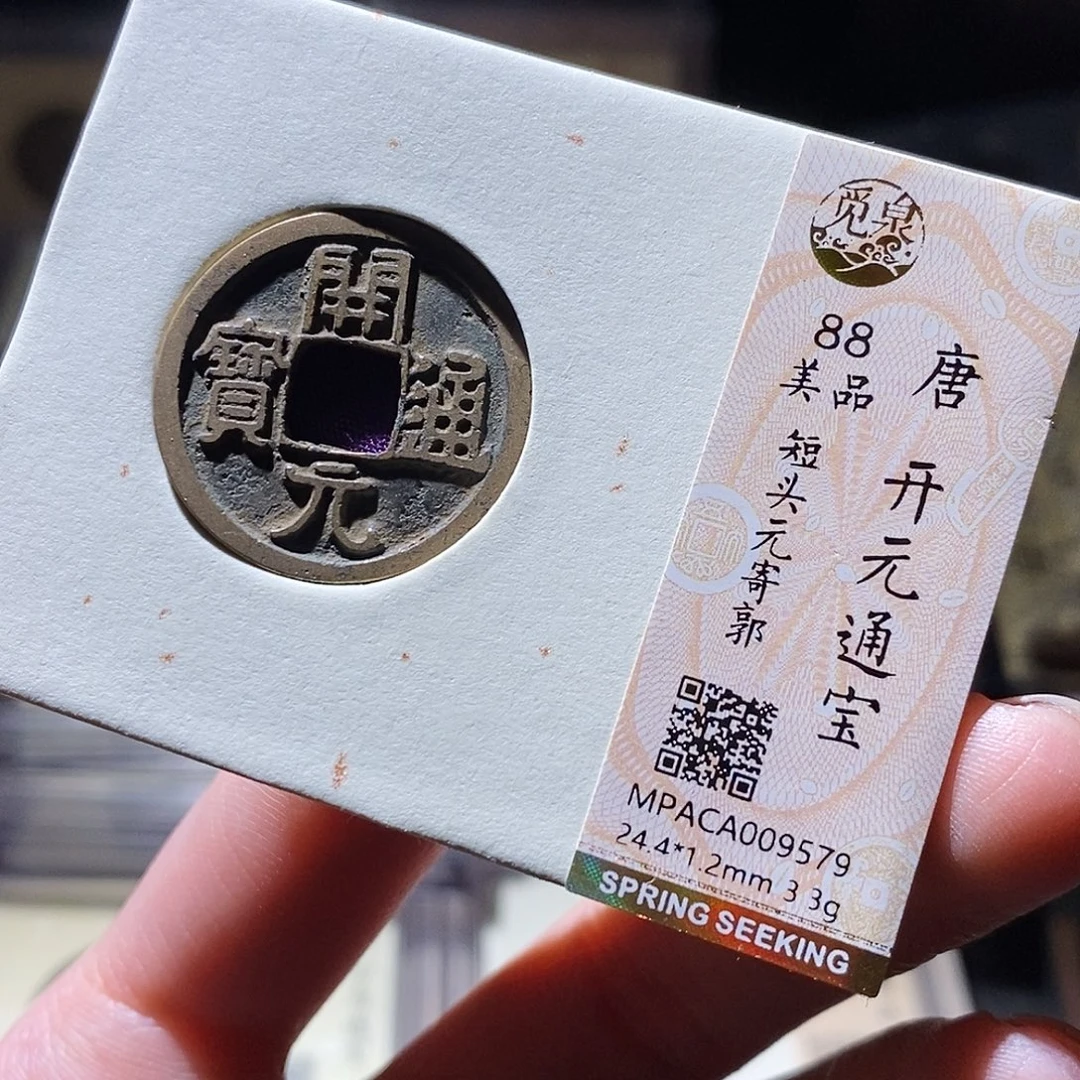 開元通寶
觅泉
唐 开元通宝
88
美品
短头元寄郭
MPACA009579
24.4*1.2mm 3.3g
SPRING SEEKING